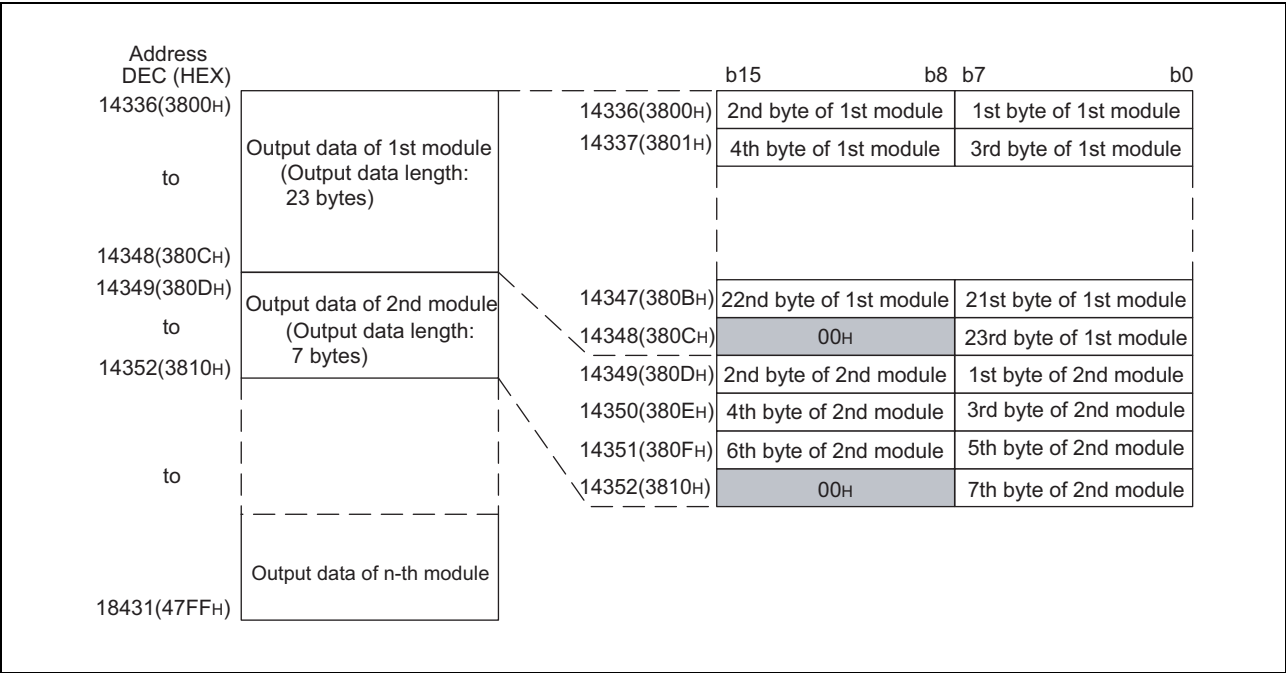 Address
DEC (HEX)
b15 b8 b7 b0
14336(3800H)
Output data of 1st module
(Output data length:
23 bytes)
to
14348(380CH)
14349(380DH)
Output data of 2nd module
(Output data length:
7 bytes)
to
14352(3810H)
to
Output data of n-th module
18431(47FFH)
14336(3800H) 2nd byte of 1st module 1st byte of 1st module
14337(3801H) 4th byte of 1st module 3rd byte of 1st module
14347(380BH) 22nd byte of 1st module 21st byte of 1st module
14348(380CH) 00H 23rd byte of 1st module
14349(380DH) 2nd byte of 2nd module 1st byte of 2nd module
14350(380EH) 4th byte of 2nd module 3rd byte of 2nd module
14351(380FH) 6th byte of 2nd module 5th byte of 2nd module
14352(3810H) 00H 7th byte of 2nd module